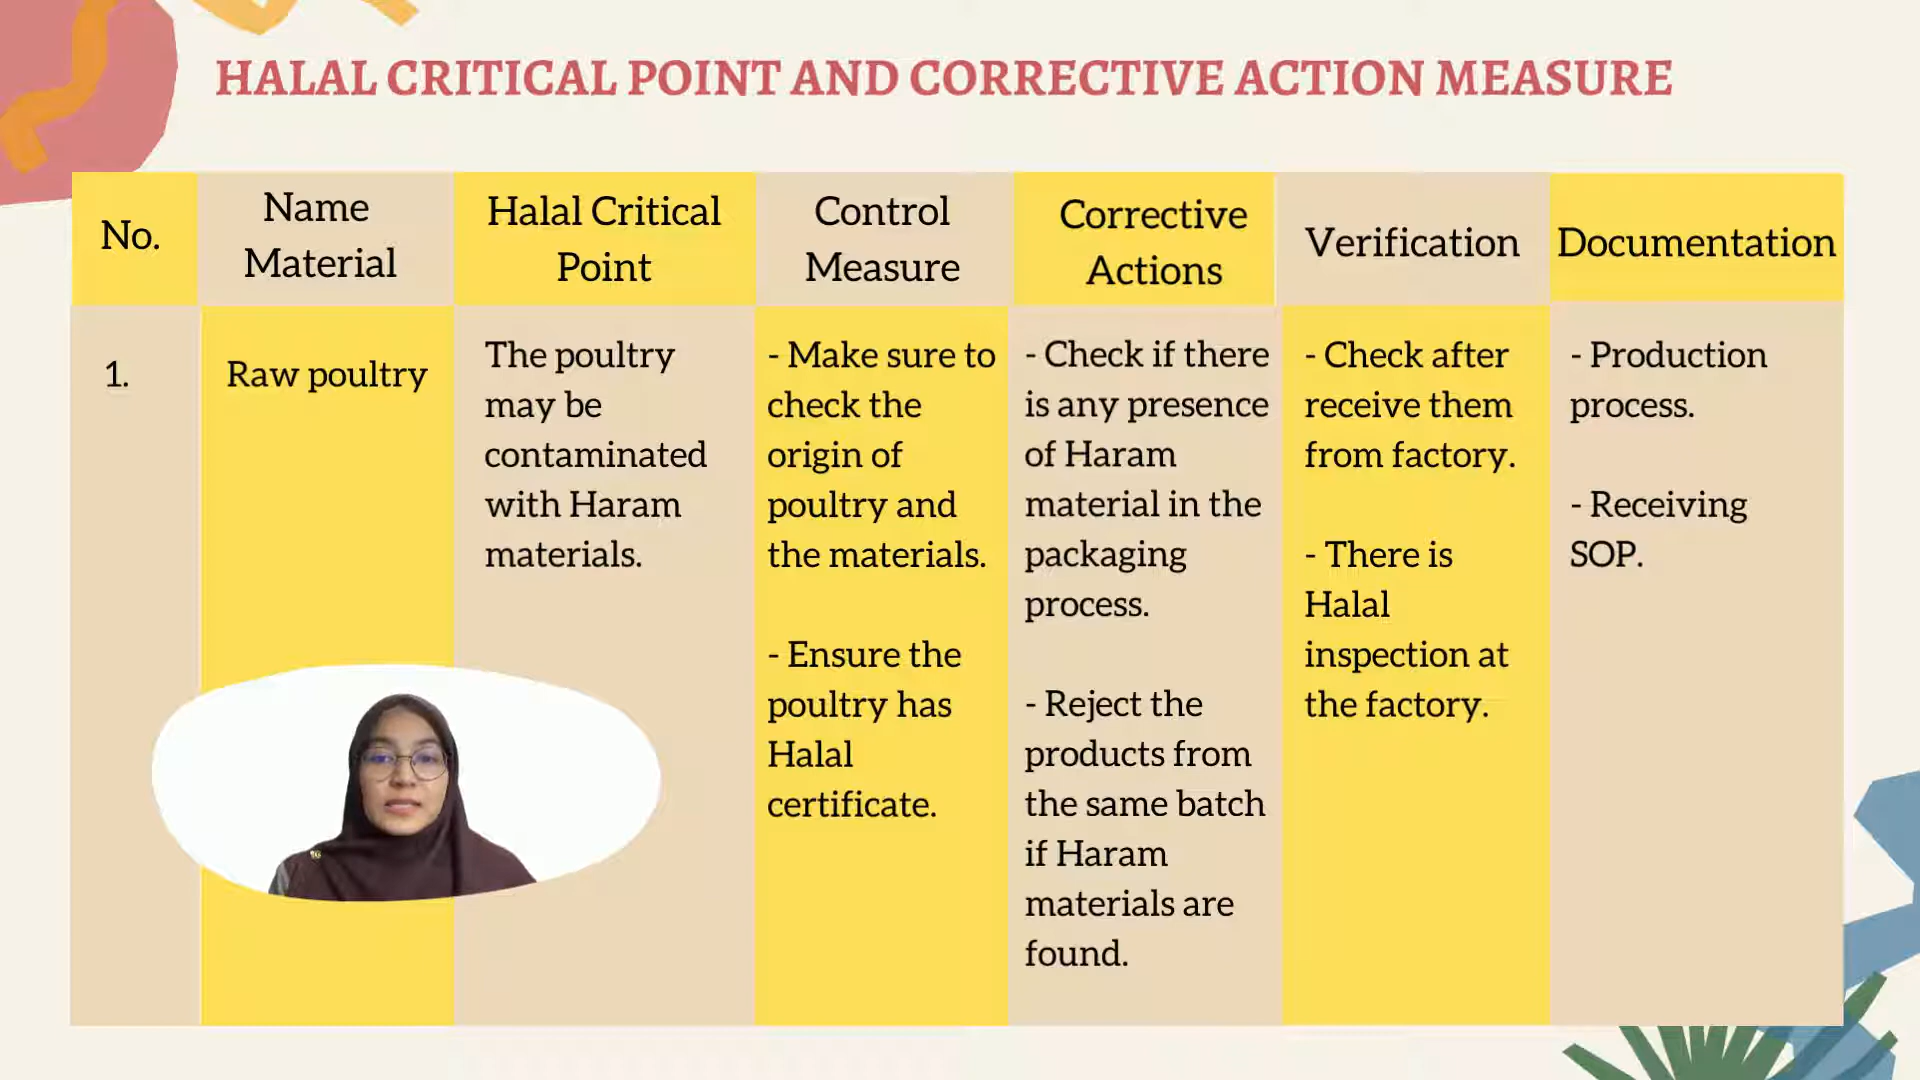 HALAL CRITICAL POINT AND CORRECTIVE ACTION MEASURE
No.
Name
Material
Halal Critical
Point
Control
Measure
Corrective
Actions
Verification
Documentation
1.
Raw poultry
The poultry
may be
contaminated
with Haram
materials.
- Make sure to
check the
origin of
poultry and
the materials.
- Ensure the
poultry has
Halal
certificate.
- Check if there
is any presence
of Haram
material in the
packaging
process.
- Reject the
products from
the same batch
if Haram
materials are
found.
- Check after
receive them
from factory.
- There is
Halal
inspection at
the factory.
- Production
process.
- Receiving
SOP.